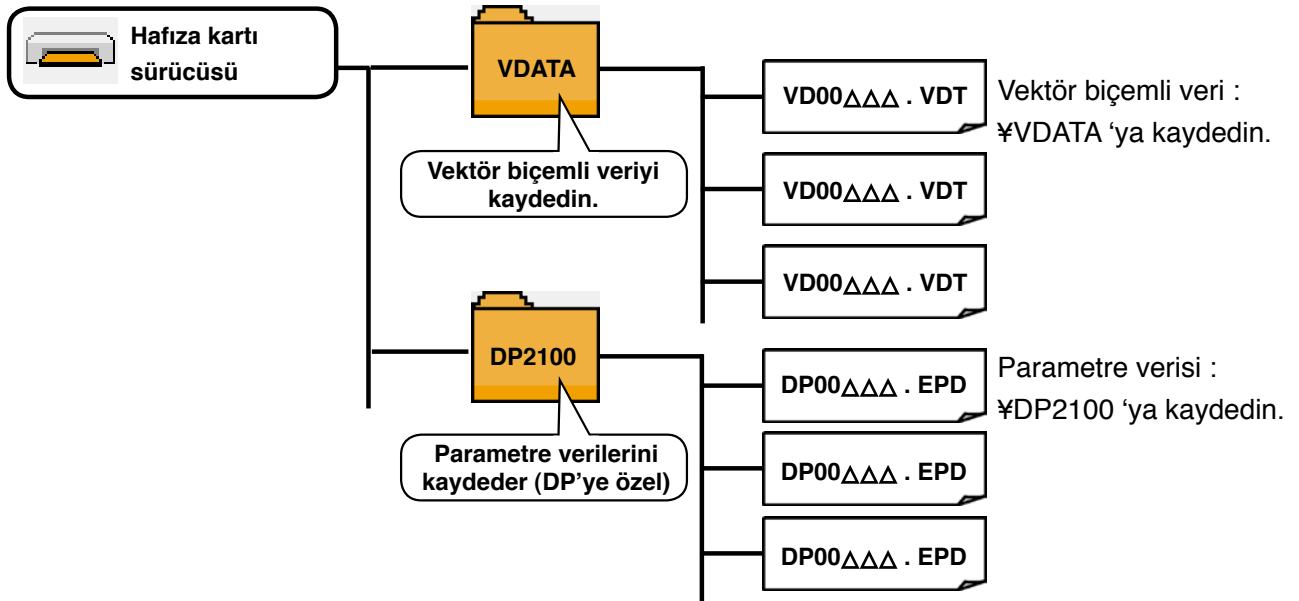 Hafıza kartı
sürücüsü
VDATA
Vektör biçemli veriyi
kaydedin.
VD00△△△ . VDT
Vektör biçemli veri :
¥VDATA ‘ya kaydedin.
VD00△△△ . VDT
VD00△△△ . VDT
DP2100
Parametre verilerini
kaydeder (DP’ye özel)
DP00△△△ . EPD
Parametre verisi :
¥DP2100 ‘ya kaydedin.
DP00△△△ . EPD
DP00△△△ . EPD